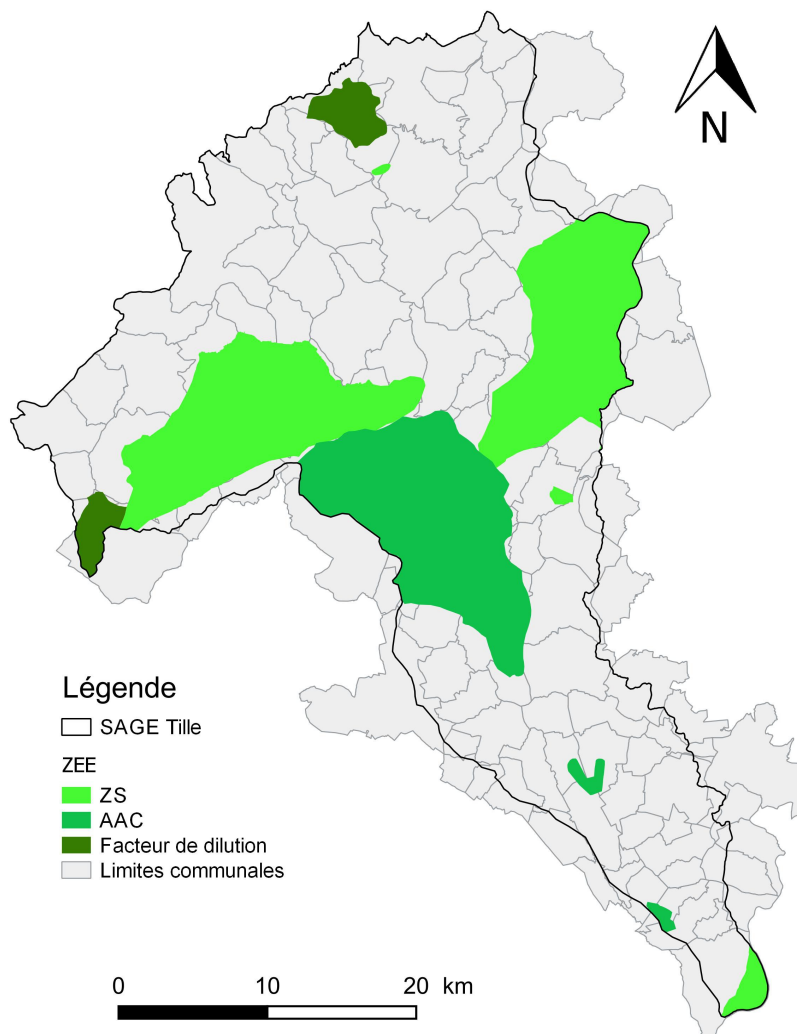 N
Légende
SAGE Tille
ZEE
ZS
AAC
Facteur de dilution
Limites communales
0 10 20 km